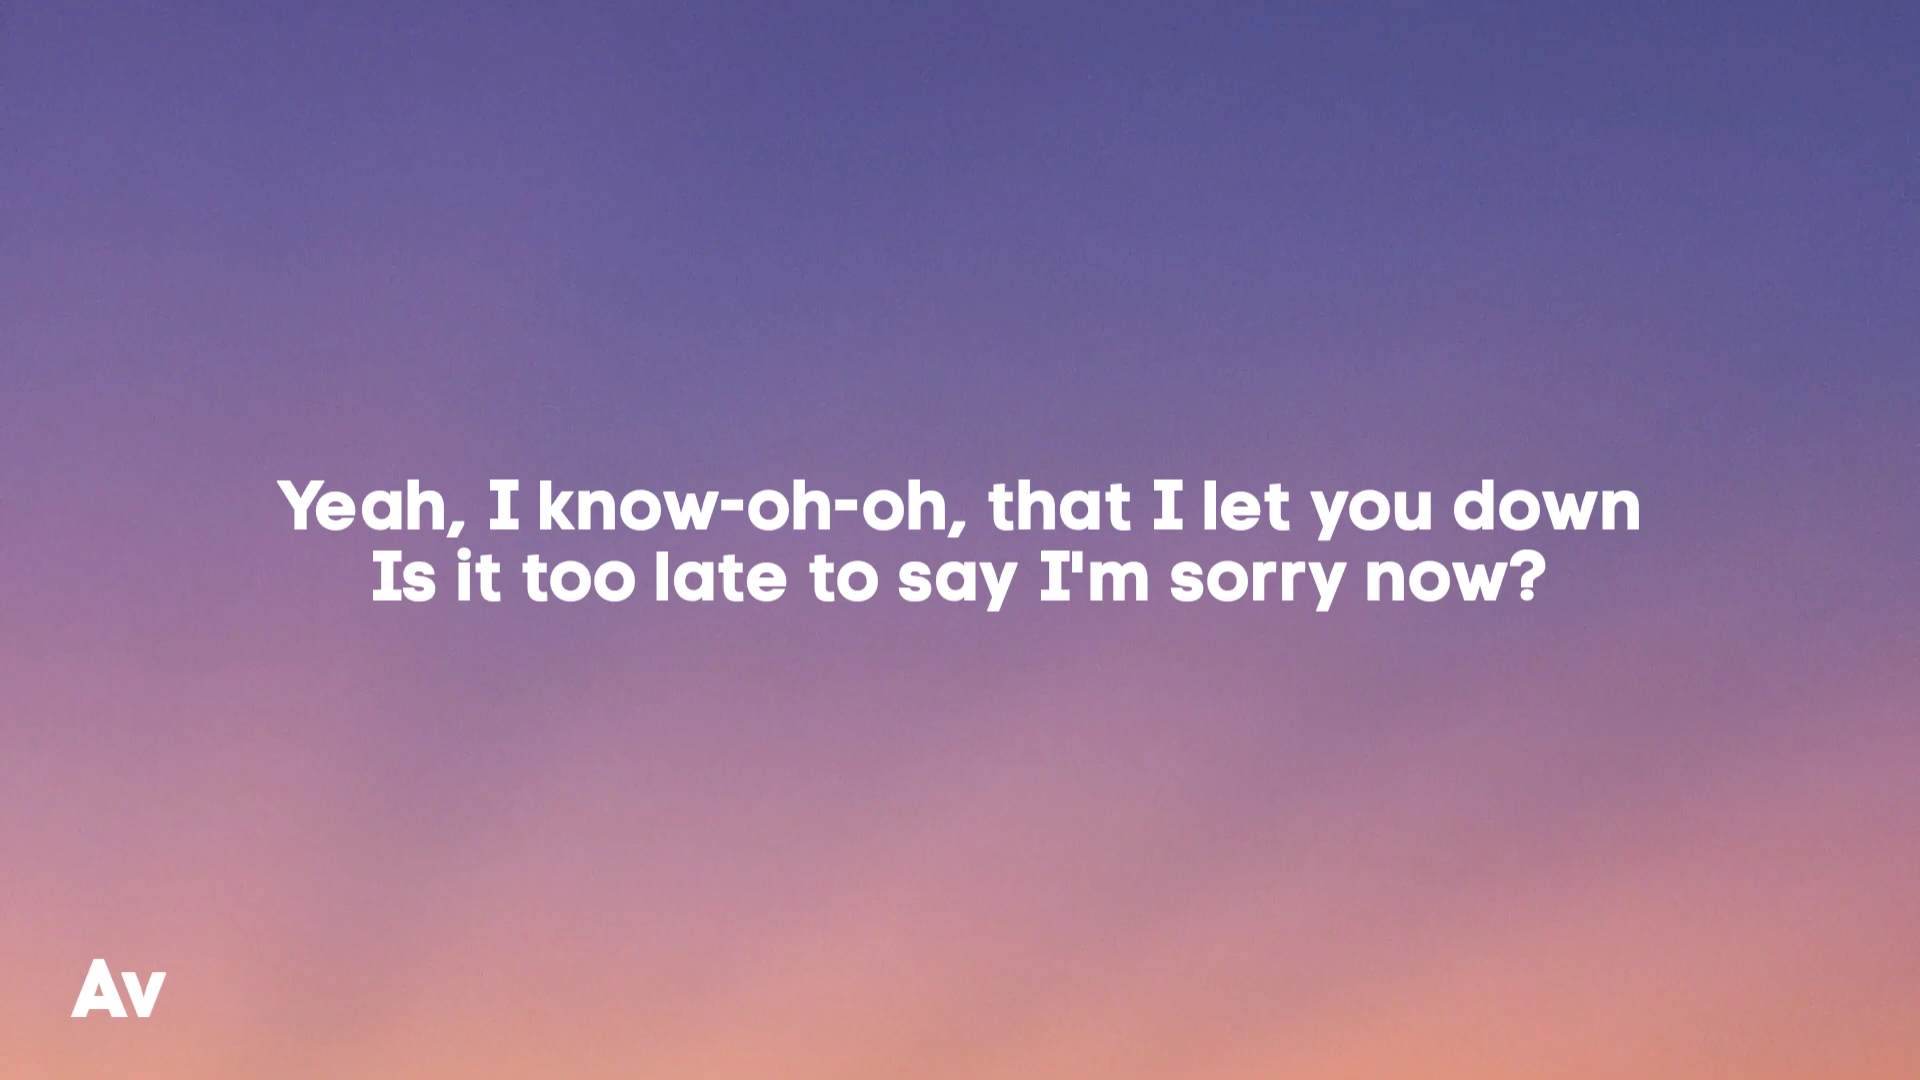 Yeah, I know-oh-oh, that I let you down
Is it too late to say I'm sorry now?
Av